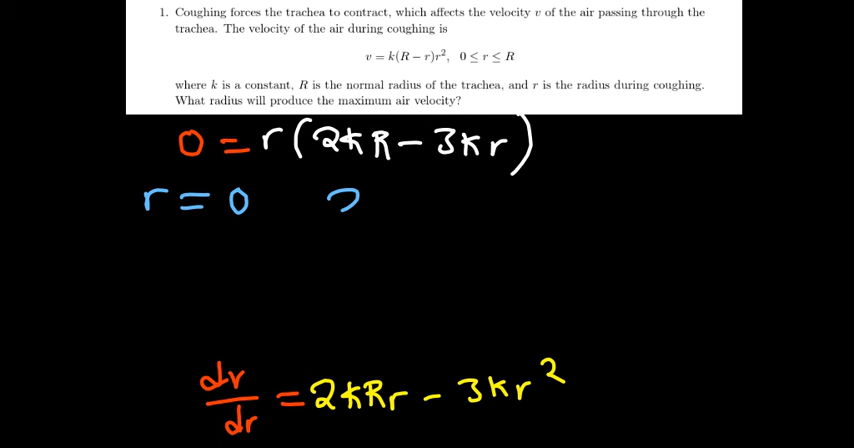 1. Coughing forces the trachea to contract, which affects the velocity v of the air passing through the
trachea. The velocity of the air during coughing is
v = k(R − r)r², 0 ≤ r ≤ R
where k is a constant, R is the normal radius of the trachea, and r is the radius during coughing.
What radius will produce the maximum air velocity?
0 = r(2kR − 3kr)
r = 0 2
dv/dr = 2kRr − 3kr²